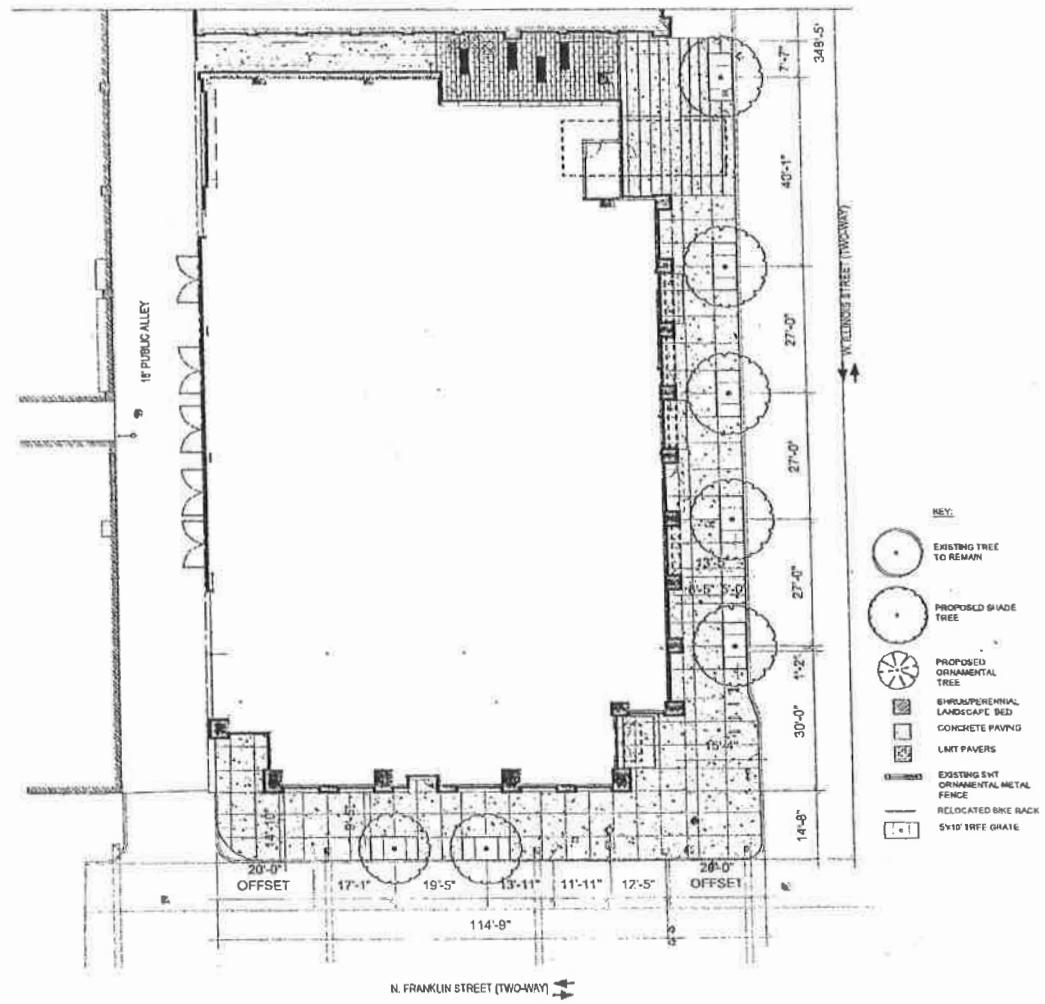 348'-5"
7'-7"
40'-1"
W. ILLINOIS STREET (TWO-WAY)
27'-0"
18' PUBLIC ALLEY
27'-0"
27'-0"
1'-2"
30'-0"
15'-4"
14'-8"
14'-10"
9'-5"
20'-0"
OFFSET
17'-1"
19'-5"
13'-11"
11'-11"
12'-5"
20'-0"
OFFSET
114'-9"
N. FRANKLIN STREET (TWO-WAY)
KEY:
EXISTING TREE
TO REMAIN
PROPOSED SHADE
TREE
PROPOSED
ORNAMENTAL
TREE
SHRUB/PERENNIAL
LANDSCAPE BED
CONCRETE PAVING
UNIT PAVERS
ORNAMENTAL METAL
FENCE
RELOCATED BIKE RACK
5'x10' TREE GRATE